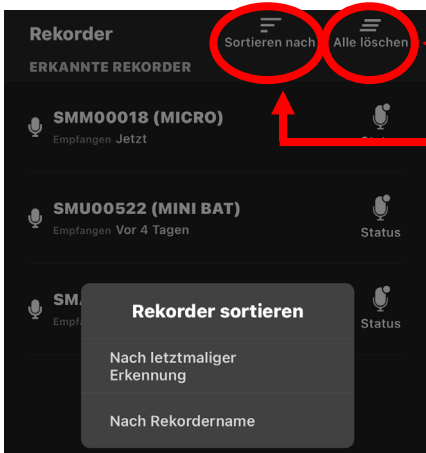 Rekorder
Sortieren nach
Alle löschen
ERKANNTE REKORDER
SMM00018 (MICRO)
Empfangen Jetzt
Status
SMU00522 (MINI BAT)
Empfangen Vor 4 Tagen
Status
Status
Rekorder sortieren
Nach letztmaliger
Erkennung
Nach Rekordername